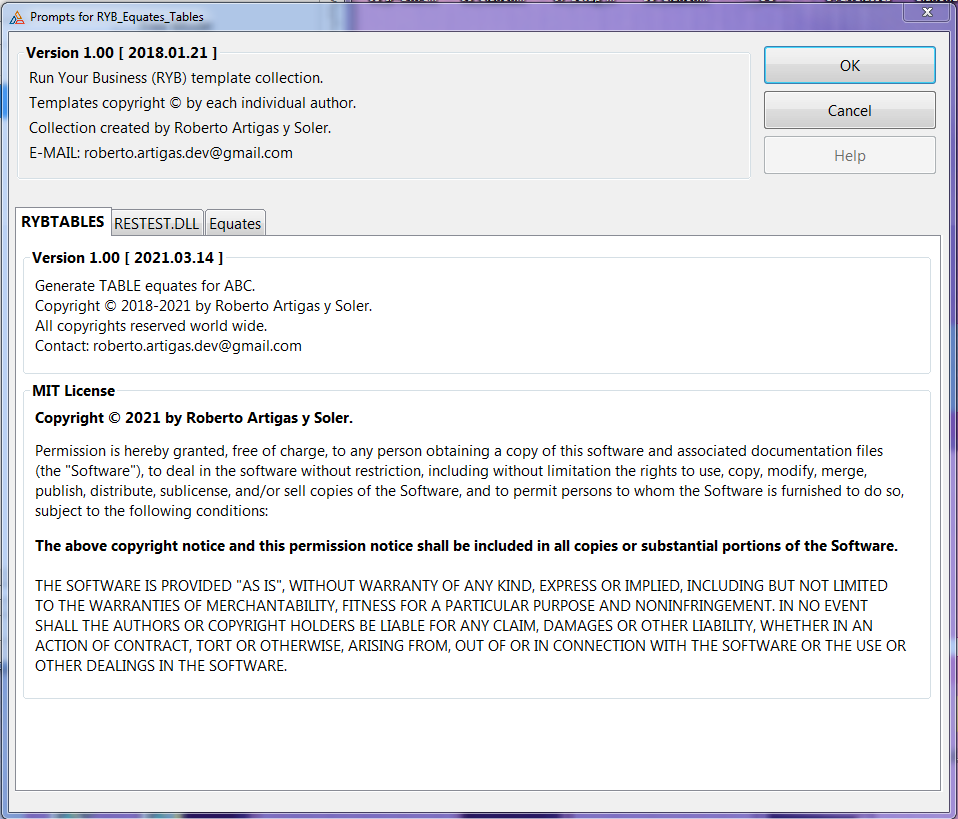 Prompts for RYB_Equates_Tables
Version 1.00 [ 2018.01.21 ]
Run Your Business (RYB) template collection.
Templates copyright © by each individual author.
Collection created by Roberto Artigas y Soler.
E-MAIL: roberto.artigas.dev@gmail.com
OK
Cancel
Help
RYBTABLES RESTEST.DLL Equates
Version 1.00 [ 2021.03.14 ]
Generate TABLE equates for ABC.
Copyright © 2018-2021 by Roberto Artigas y Soler.
All copyrights reserved world wide.
Contact: roberto.artigas.dev@gmail.com
MIT License
Copyright © 2021 by Roberto Artigas y Soler.
Permission is hereby granted, free of charge, to any person obtaining a copy of this software and associated documentation files
(the "Software"), to deal in the software without restriction, including without limitation the rights to use, copy, modify, merge,
publish, distribute, sublicense, and/or sell copies of the Software, and to permit persons to whom the Software is furnished to do so,
subject to the following conditions:
The above copyright notice and this permission notice shall be included in all copies or substantial portions of the Software.
THE SOFTWARE IS PROVIDED "AS IS", WITHOUT WARRANTY OF ANY KIND, EXPRESS OR IMPLIED, INCLUDING BUT NOT LIMITED
TO THE WARRANTIES OF MERCHANTABILITY, FITNESS FOR A PARTICULAR PURPOSE AND NONINFRINGEMENT. IN NO EVENT
SHALL THE AUTHORS OR COPYRIGHT HOLDERS BE LIABLE FOR ANY CLAIM, DAMAGES OR OTHER LIABILITY, WHETHER IN AN
ACTION OF CONTRACT, TORT OR OTHERWISE, ARISING FROM, OUT OF OR IN CONNECTION WITH THE SOFTWARE OR THE USE OR
OTHER DEALINGS IN THE SOFTWARE.